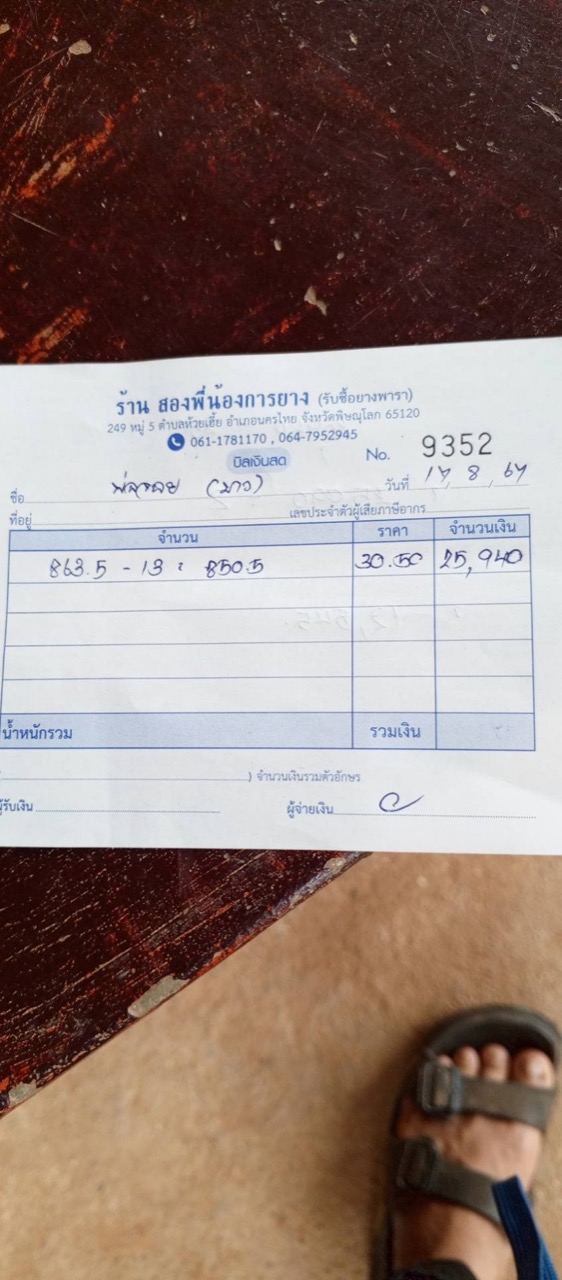 ร้าน สองพี่น้องการยาง (รับซื้อยางพารา)
249 หมู่ 5 ตำบลห้วยเฮี้ย อำเภอนครไทย จังหวัดพิษณุโลก 65120
061-1781170 , 064-7952945
บิลเงินสด No. 9352
ชื่อ (มาว) วันที่ 17, 8, 67
ที่อยู่ เลขประจำตัวผู้เสียภาษีอากร
จำนวน ราคา จำนวนเงิน
863.5 - 13 = 850.5 30.50 25,940
น้ำหนักรวม รวมเงิน
) จำนวนเงินรวมตัวอักษร
ผู้รับเงิน ผู้จ่ายเงิน